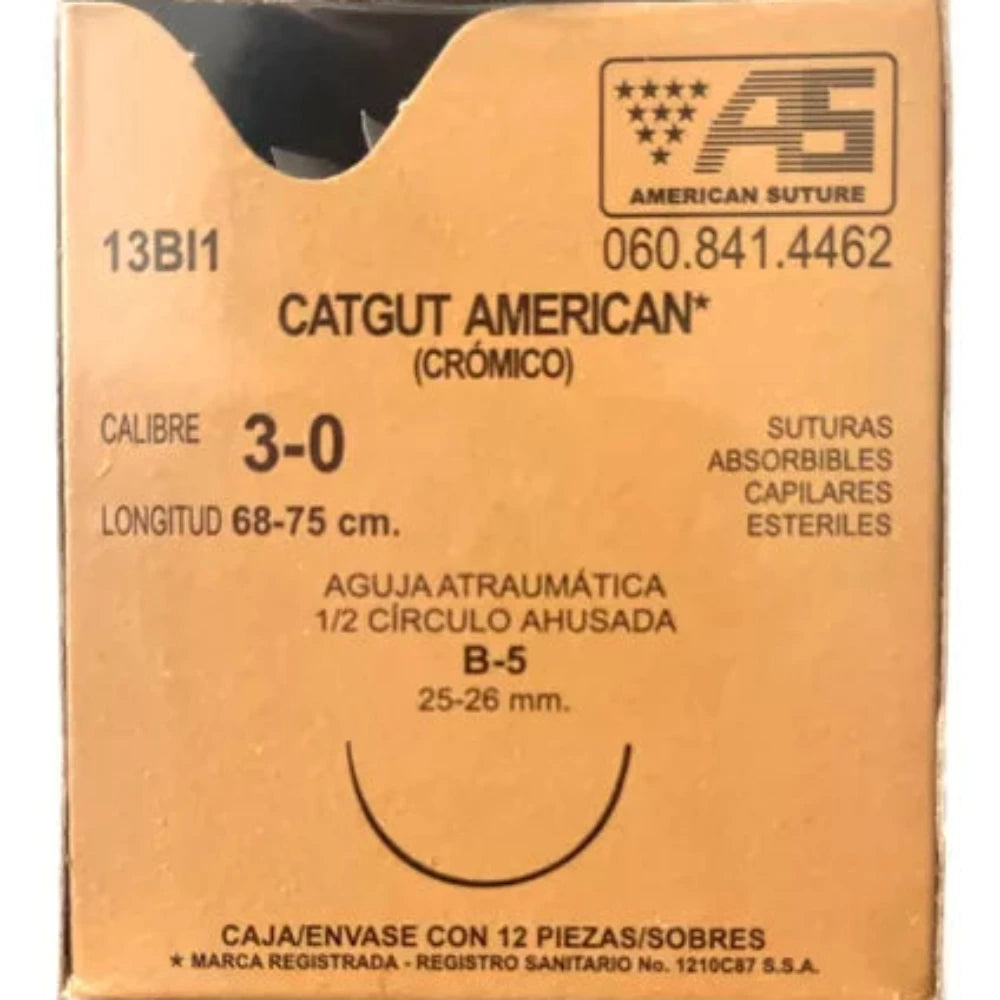 AS
AMERICAN SUTURE
13BI1
060.841.4462
CATGUT AMERICAN*
(CRÓMICO)
CALIBRE 3-0
LONGITUD 68-75 cm.
SUTURAS
ABSORBIBLES
CAPILARES
ESTERILES
AGUJA ATRAUMÁTICA
1/2 CÍRCULO AHUSADA
B-5
25-26 mm.
CAJA/ENVASE CON 12 PIEZAS/SOBRES
* MARCA REGISTRADA - REGISTRO SANITARIO No. 1210C87 S.S.A.